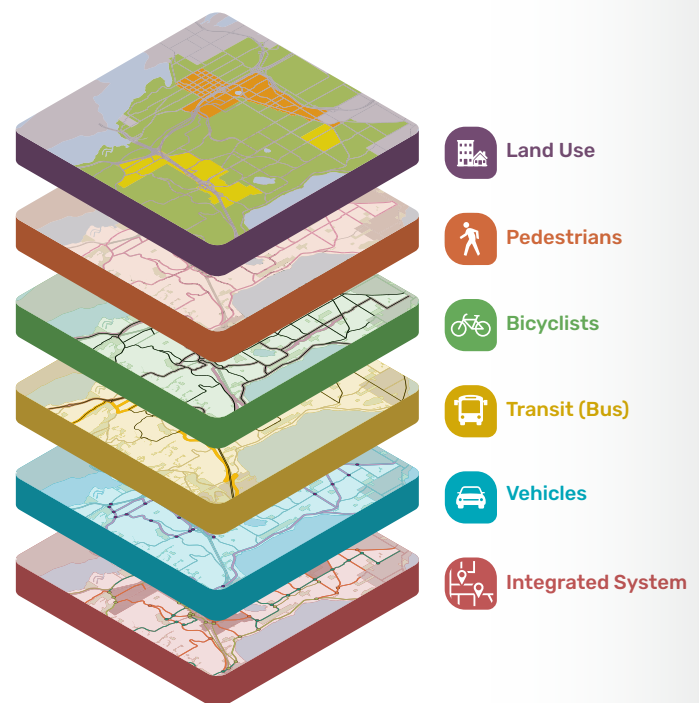 Land Use
Pedestrians
Bicyclists
Transit (Bus)
Vehicles
Integrated System